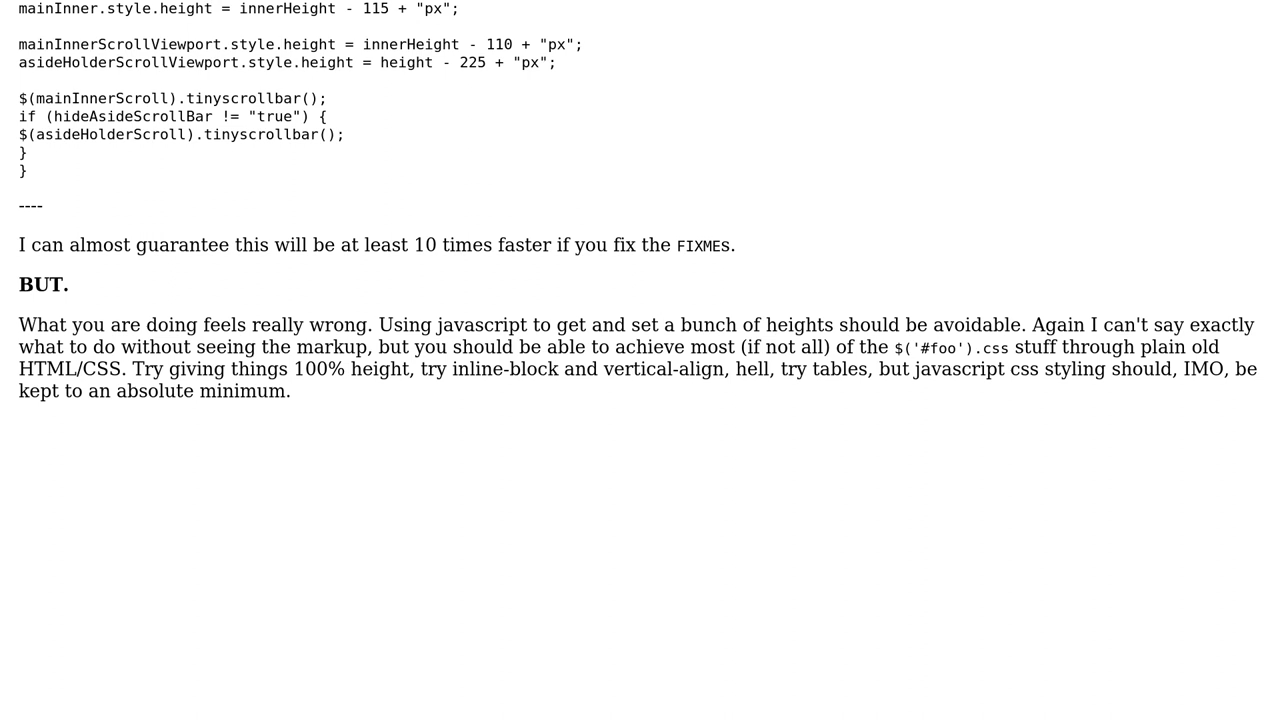 mainInner.style.height = innerHeight - 115 + "px";
mainInnerScrollViewport.style.height = innerHeight - 110 + "px";
asideHolderScrollViewport.style.height = height - 225 + "px";
$(mainInnerScroll).tinyscrollbar();
if (hideAsideScrollBar != "true") {
$(asideHolderScroll).tinyscrollbar();
}
}
----
I can almost guarantee this will be at least 10 times faster if you fix the FIXMEs.
BUT.
What you are doing feels really wrong. Using javascript to get and set a bunch of heights should be avoidable. Again I can't say exactly
what to do without seeing the markup, but you should be able to achieve most (if not all) of the $('#foo').css stuff through plain old
HTML/CSS. Try giving things 100% height, try inline-block and vertical-align, hell, try tables, but javascript css styling should, IMO, be
kept to an absolute minimum.